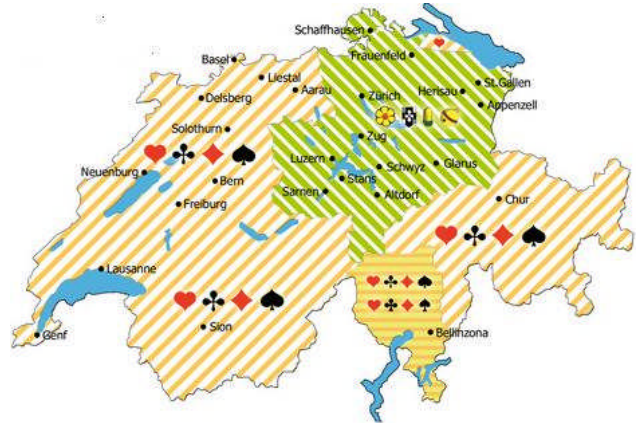 Schaffhausen
Basel
Frauenfeld
Liestal
St.Gallen
Aarau
Zürich
Herisau
Delsberg
Appenzell
Solothurn
Zug
Luzern
Schwyz
Glarus
Neuenburg
Bern
Stans
Sarnen
Altdorf
Chur
Freiburg
Lausanne
Sion
Bellinzona
Genf